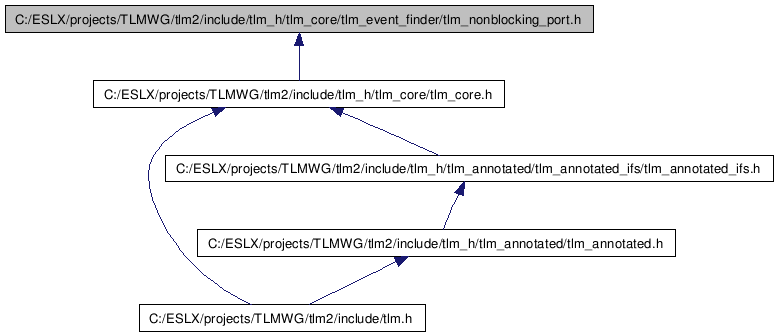 C:/ESLX/projects/TLMWG/tlm2/include/tlm_h/tlm_core/tlm_event_finder/tlm_nonblocking_port.h
C:/ESLX/projects/TLMWG/tlm2/include/tlm_h/tlm_core/tlm_core.h
C:/ESLX/projects/TLMWG/tlm2/include/tlm_h/tlm_annotated/tlm_annotated_ifs/tlm_annotated_ifs.h
C:/ESLX/projects/TLMWG/tlm2/include/tlm_h/tlm_annotated/tlm_annotated.h
C:/ESLX/projects/TLMWG/tlm2/include/tlm.h